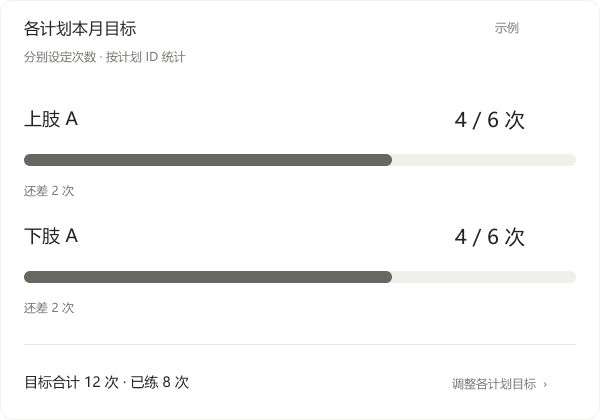 各计划本月目标 示例
分别设定次数 · 按计划 ID 统计
上肢 A 4 / 6 次
还差 2 次
下肢 A 4 / 6 次
还差 2 次
目标合计 12 次 · 已练 8 次 调整各计划目标 ›